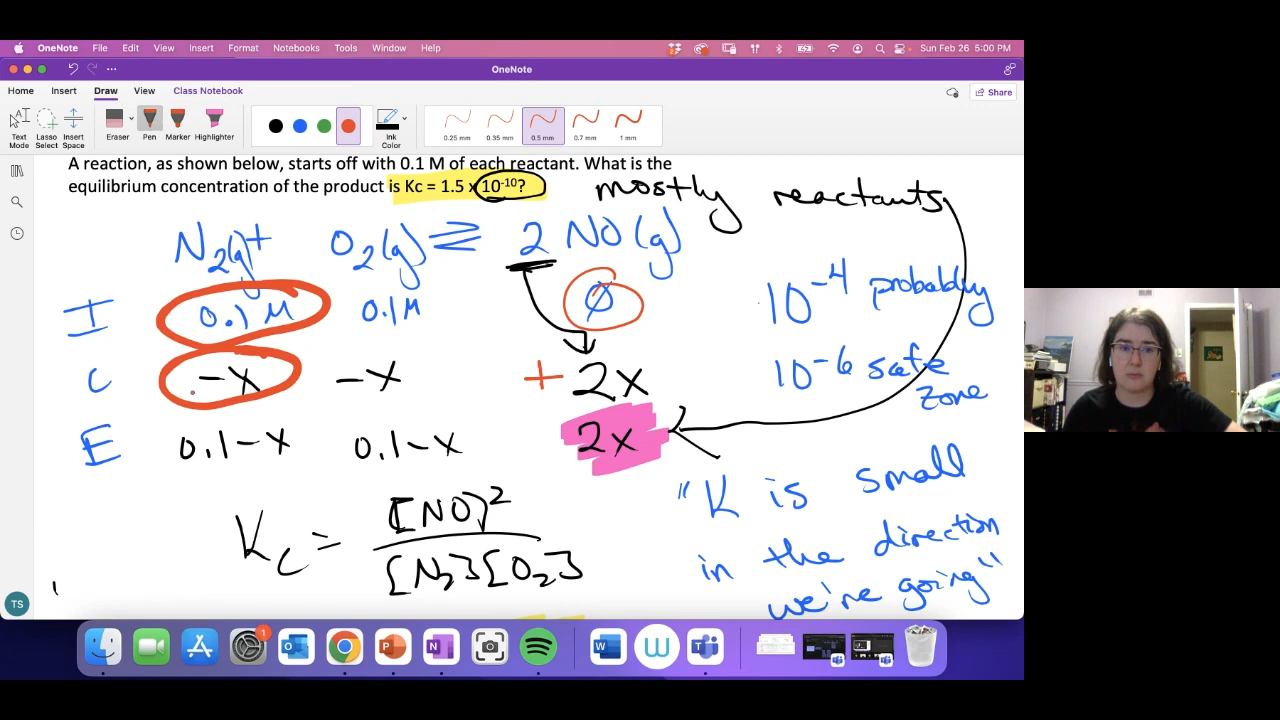 OneNote File Edit View Insert Format Notebooks Tools Window Help Sun Feb 26 5:00 PM
OneNote
Home Insert Draw View Class Notebook Share
Text Mode Lasso Select Insert Space Eraser Pen Marker Highlighter Ink Color 0.25 mm 0.35 mm 0.5 mm 0.7 mm 1 mm
A reaction, as shown below, starts off with 0.1 M of each reactant. What is the
equilibrium concentration of the product is Kc = 1.5 x 10⁻¹⁰?
mostly reactants
N₂(g) + O₂(g) ⇌ 2 NO(g)
I 0.1 M 0.1 M ∅
10⁻⁴ probably
C -x -x + 2x
10⁻⁶ safe zone
E 0.1-x 0.1-x 2x
Kc = [NO]² / [N₂][O₂]
"K is small
in the direction
we're going"
TS
1
W
P
N
W
W
T